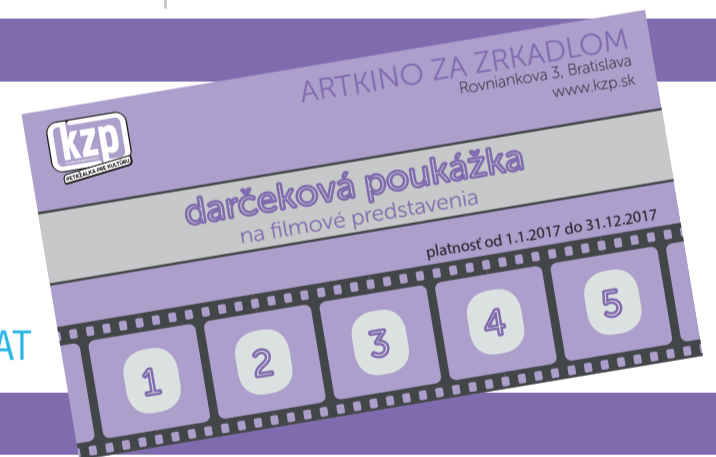 ARTKINO ZA ZRKADLOM
Rovniankova 3, Bratislava
www.kzp.sk
kzp
PETRŽALKA PRE KULTÚRU
darčeková poukážka
na filmové predstavenia
platnosť od 1.1.2017 do 31.12.2017
1 2 3 4 5
AT